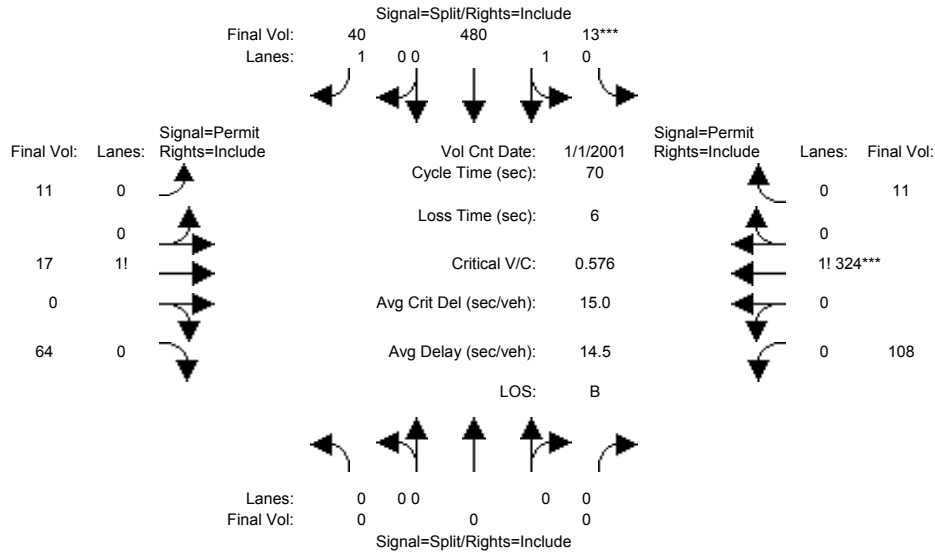 Signal=Split/Rights=Include
Final Vol: 40 480 13***
Lanes: 1 0 0 1 0
Signal=Permit Signal=Permit
Final Vol: Lanes: Rights=Include Vol Cnt Date: 1/1/2001 Rights=Include Lanes: Final Vol:
Cycle Time (sec): 70
11 0 0 11
Loss Time (sec): 6
0 0
17 1! Critical V/C: 0.576 1! 324***
0 0 Avg Crit Del (sec/veh): 15.0 0
64 0 Avg Delay (sec/veh): 14.5 0 108
LOS: B
Lanes: 0 0 0 0 0
Final Vol: 0 0 0
Signal=Split/Rights=Include